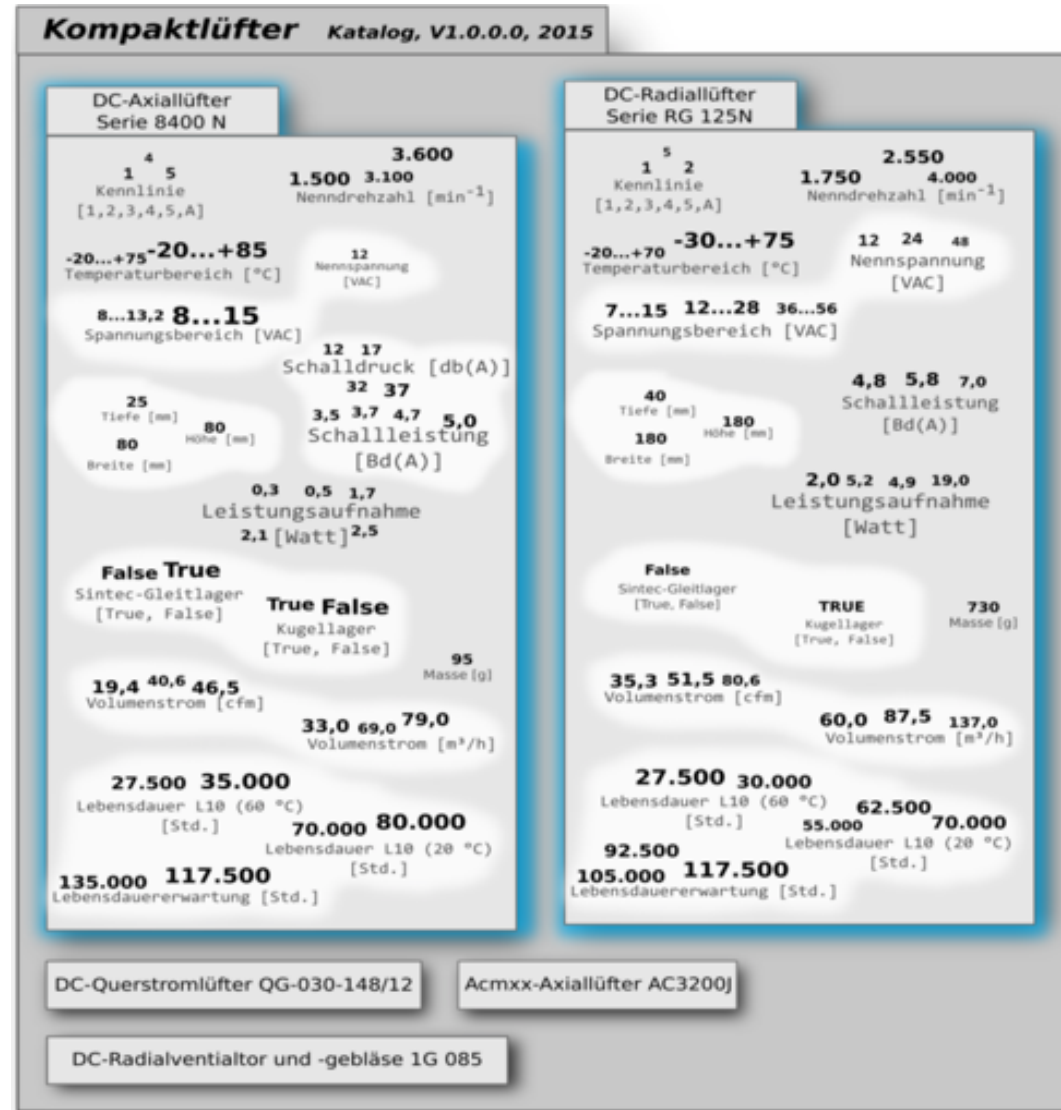 Kompaktlüfter Katalog, V1.0.0.0, 2015
DC-Axiallüfter
Serie 8400 N
4
1 5
Kennlinie
[1,2,3,4,5,A]
3.600
1.500 3.100
Nenndrehzahl [min⁻¹]
-20...+75 -20...+85
Temperaturbereich [°C]
12
Nennspannung
[VAC]
8...13,2 8...15
Spannungsbereich [VAC]
12 17
Schalldruck [db(A)]
32 37
25
Tiefe [mm]
80
Höhe [mm]
80
Breite [mm]
3,5 3,7 4,7 5,0
Schallleistung
[Bd(A)]
0,3 0,5 1,7
Leistungsaufnahme
2,1 [Watt] 2,5
False True
Sintec-Gleitlager
[True, False]
True False
Kugellager
[True, False]
95
Masse [g]
19,4 40,6 46,5
Volumenstrom [cfm]
33,0 69,0 79,0
Volumenstrom [m³/h]
27.500 35.000
Lebensdauer L10 (60 °C)
[Std.]
70.000 80.000
Lebensdauer L10 (20 °C)
[Std.]
135.000 117.500
Lebensdauererwartung [Std.]
DC-Radiallüfter
Serie RG 125N
5
1 2
Kennlinie
[1,2,3,4,5,A]
2.550
1.750 4.000
Nenndrehzahl [min⁻¹]
-20...+70 -30...+75
Temperaturbereich [°C]
12 24 48
Nennspannung
[VAC]
7...15 12...28 36...56
Spannungsbereich [VAC]
40
Tiefe [mm]
180
Höhe [mm]
180
Breite [mm]
4,8 5,8 7,0
Schallleistung
[Bd(A)]
2,0 5,2 4,9 19,0
Leistungsaufnahme
[Watt]
False
Sintec-Gleitlager
[True, False]
TRUE
Kugellager
[True, False]
730
Masse [g]
35,3 51,5 80,6
Volumenstrom [cfm]
60,0 87,5 137,0
Volumenstrom [m³/h]
27.500 30.000
Lebensdauer L10 (60 °C)
[Std.]
62.500
55.000 70.000
Lebensdauer L10 (20 °C)
[Std.]
92.500
105.000 117.500
Lebensdauererwartung [Std.]
DC-Querstromlüfter QG-030-148/12
Acmxx-Axiallüfter AC3200J
DC-Radialventialtor und -gebläse 1G 085